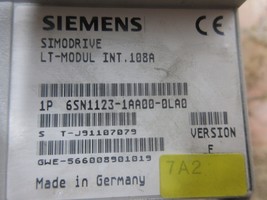 SIEMENS
CE
SIMODRIVE
LT-MODUL INT.108A
1P 6SN1123-1AA00-0LA0
S T-J91187079
VERSION
F
GWE-566008901019
7A2
Made in Germany